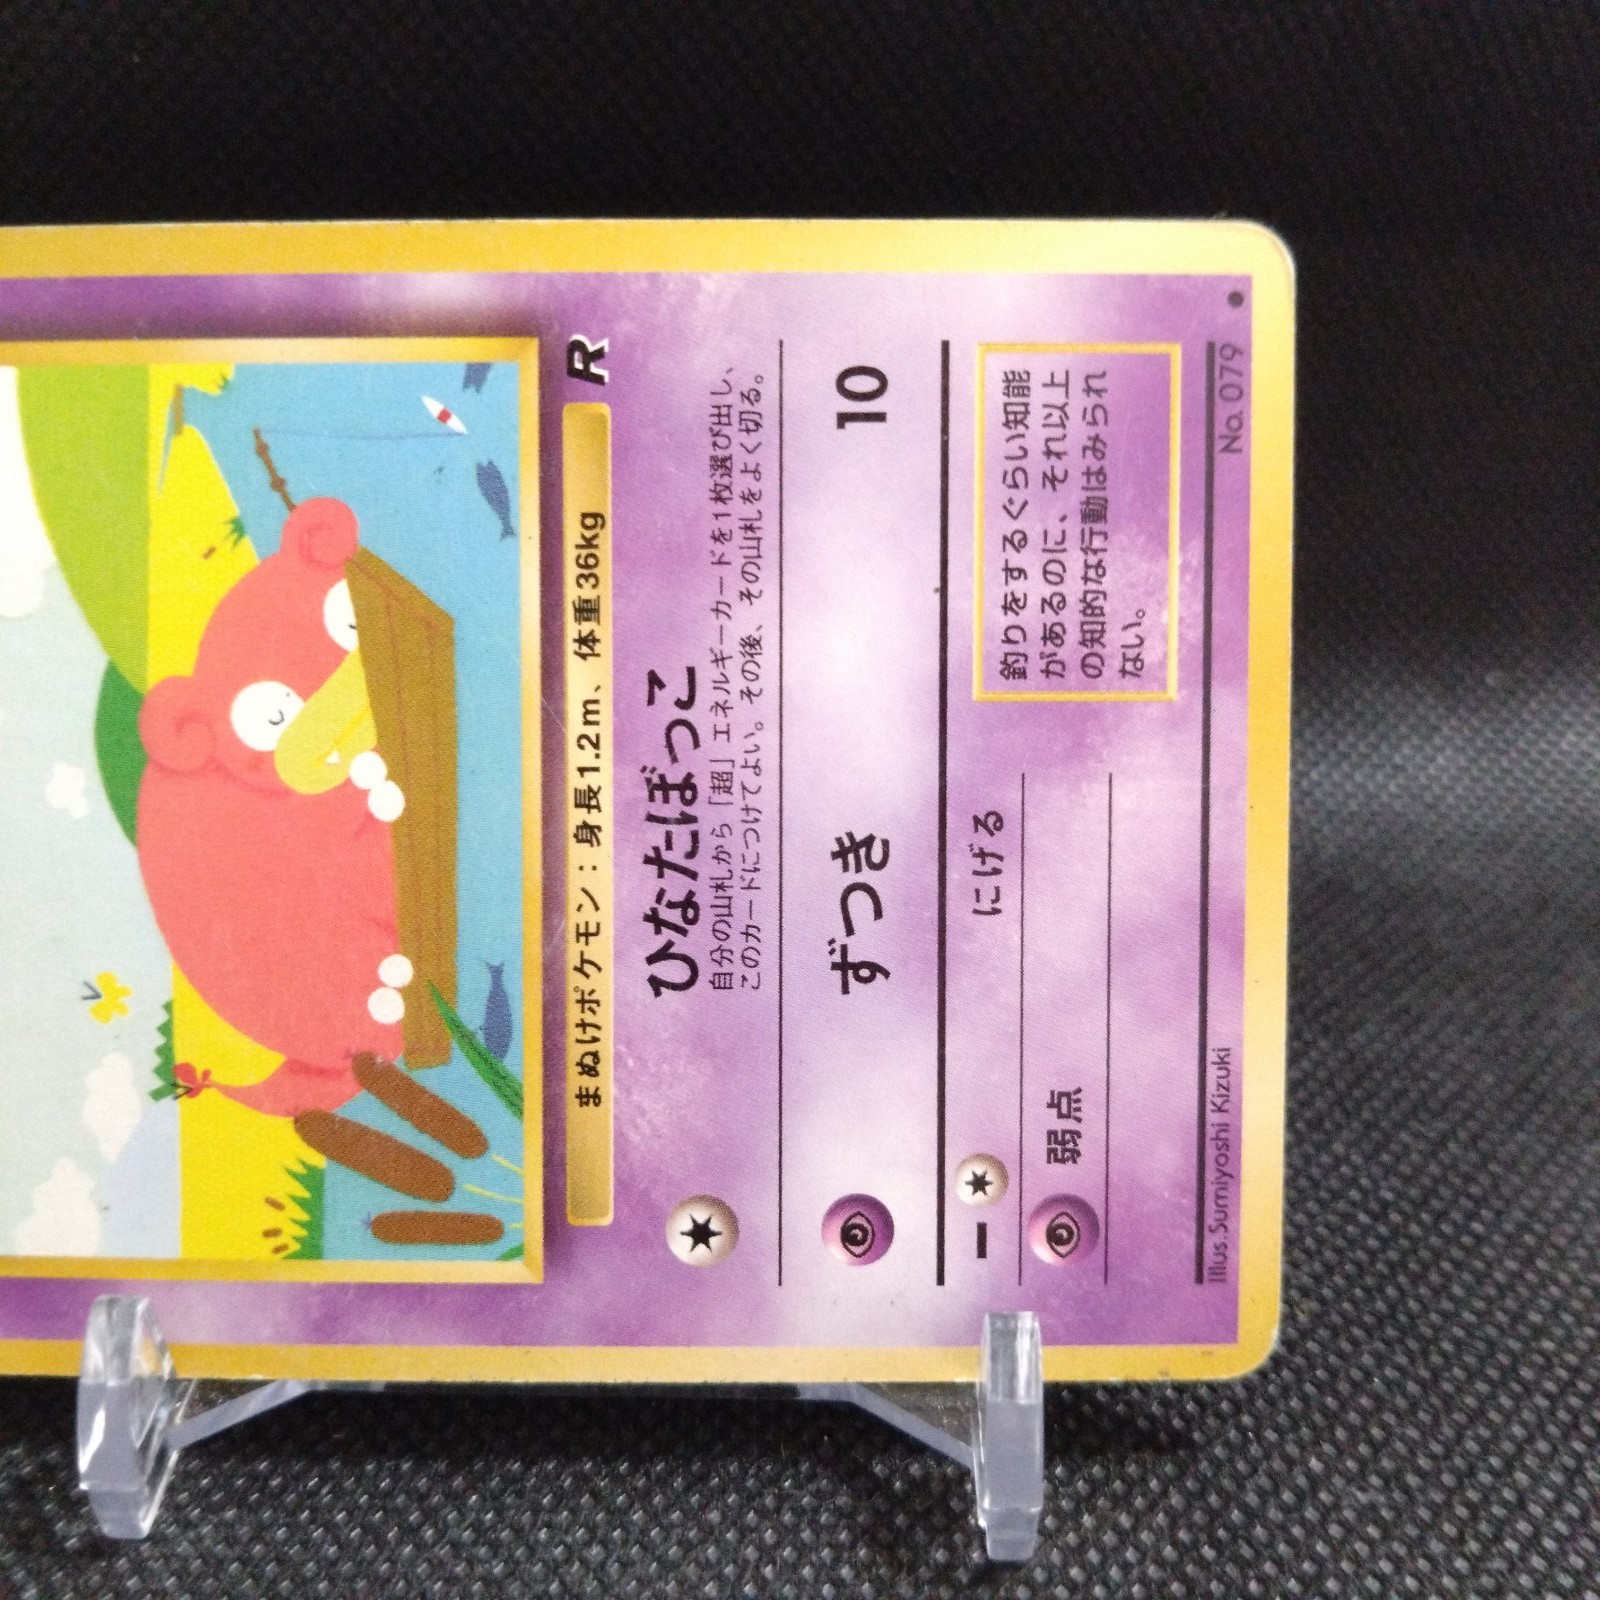 R
まぬけポケモン：身長1.2m、体重36kg
ひなたぼっこ
自分の山札から「超」エネルギーカードを1枚選び出し、
このカードにつけてよい。その後、その山札をよく切る。
ずつき 10
にげる
弱点
釣りをするぐらい知能
があるのに、それ以上
の知的な行動はみられ
ない。
Illus.Sumiyoshi Kizuki
No.079 ●